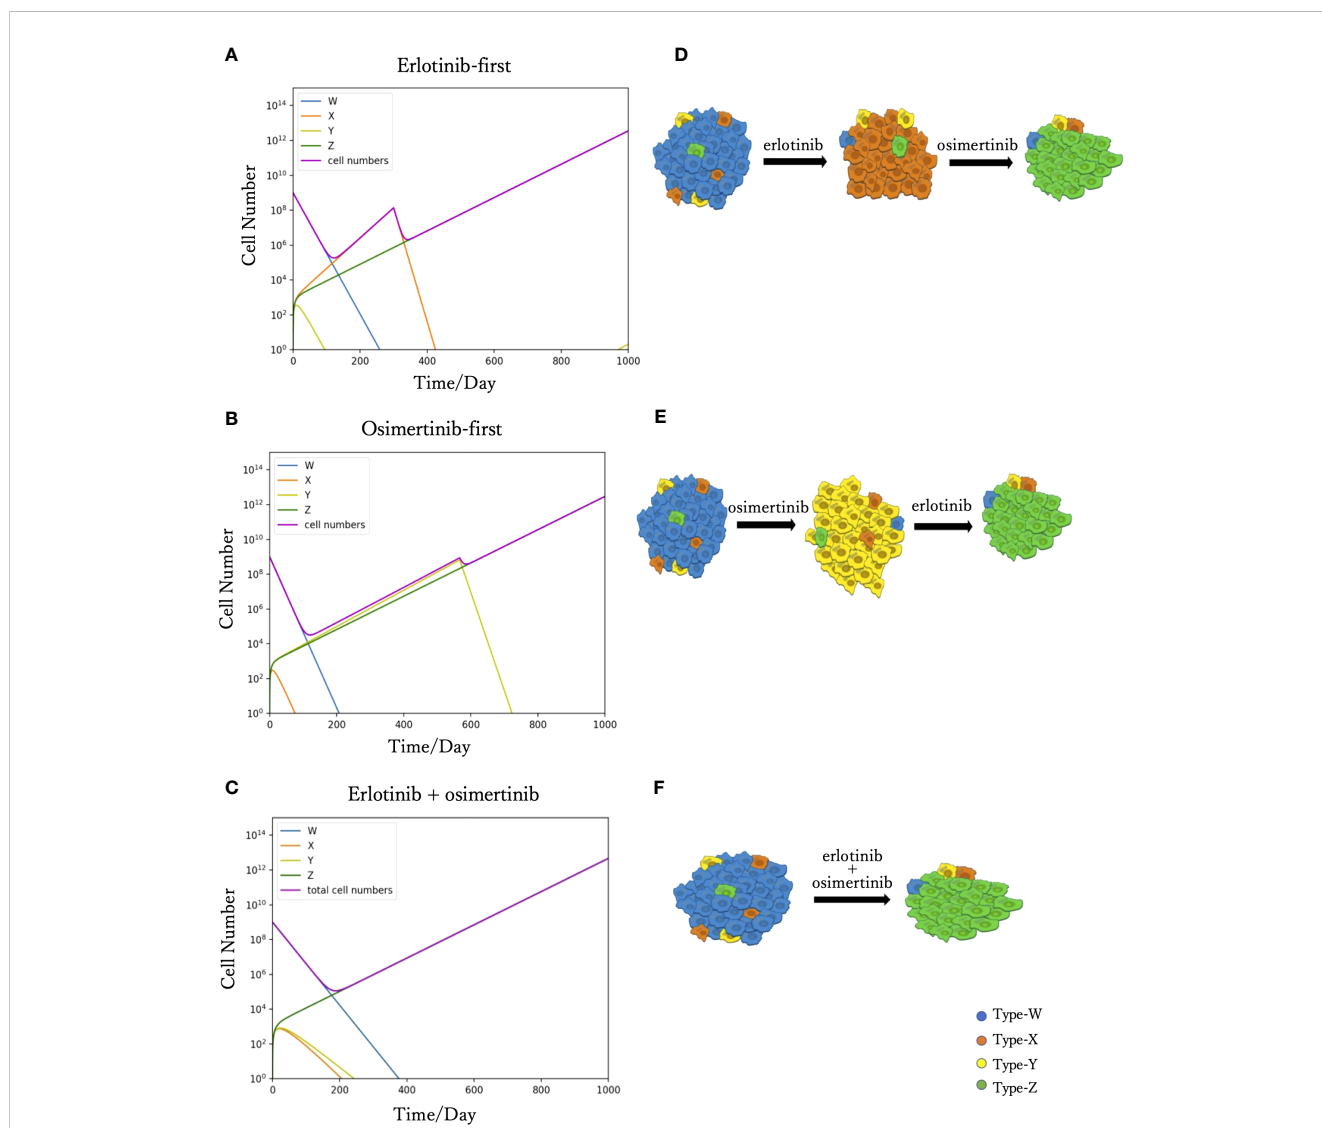 A
Erlotinib-first
W
X
Y
Z
cell numbers
10^14
10^12
10^10
10^8
10^6
10^4
10^2
10^0
Cell Number
0 200 400 600 800 1000
Time/Day
D
erlotinib
osimertinib
B
Osimertinib-first
W
X
Y
Z
cell numbers
10^14
10^12
10^10
10^8
10^6
10^4
10^2
10^0
Cell Number
0 200 400 600 800 1000
Time/Day
E
osimertinib
erlotinib
C
Erlotinib + osimertinib
W
X
Y
Z
total cell numbers
10^14
10^12
10^10
10^8
10^6
10^4
10^2
10^0
Cell Number
0 200 400 600 800 1000
Time/Day
F
erlotinib
+
osimertinib
Type-W
Type-X
Type-Y
Type-Z